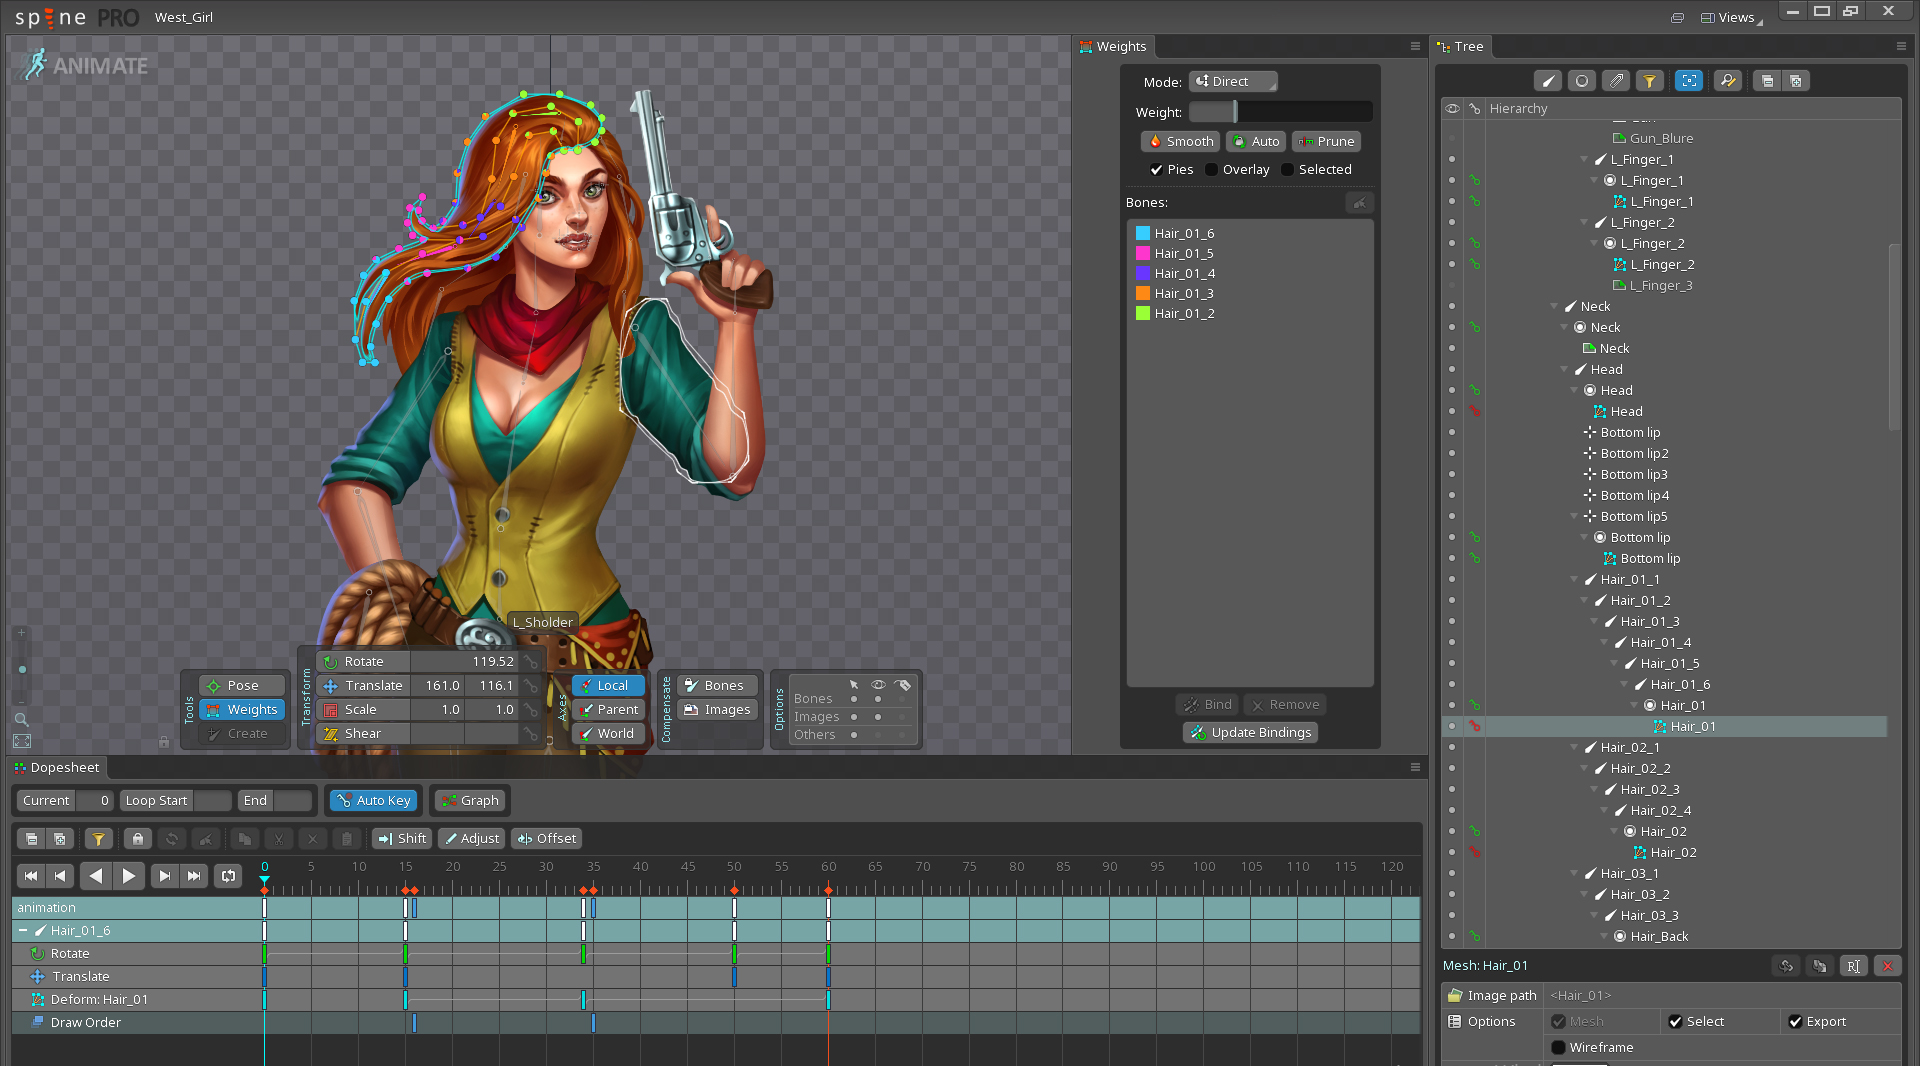 spine PRO West_Girl
Views
ANIMATE
L_Sholder
Tools
Pose
Weights
Create
Transform
Rotate 119.52
Translate 161.0 116.1
Scale 1.0 1.0
Shear
Axes
Local
Parent
World
Compensate
Bones
Images
Options
Bones
Images
Others
Weights
Mode: Direct
Weight:
Smooth Auto Prune
Pies Overlay Selected
Bones:
Hair_01_6
Hair_01_5
Hair_01_4
Hair_01_3
Hair_01_2
Bind Remove
Update Bindings
Tree
Hierarchy
Gun_Blure
L_Finger_1
L_Finger_1
L_Finger_1
L_Finger_2
L_Finger_2
L_Finger_2
L_Finger_3
Neck
Neck
Neck
Head
Head
Head
Bottom lip
Bottom lip2
Bottom lip3
Bottom lip4
Bottom lip5
Bottom lip
Bottom lip
Hair_01_1
Hair_01_2
Hair_01_3
Hair_01_4
Hair_01_5
Hair_01_6
Hair_01
Hair_01
Hair_02_1
Hair_02_2
Hair_02_3
Hair_02_4
Hair_02
Hair_02
Hair_03_1
Hair_03_2
Hair_03_3
Hair_Back
Mesh: Hair_01
Image path <Hair_01>
Options Mesh Select Export
Wireframe
Dopesheet
Current 0 Loop Start End Auto Key Graph
Shift Adjust Offset
0 5 10 15 20 25 30 35 40 45 50 55 60 65 70 75 80 85 90 95 100 105 110 115 120
animation
Hair_01_6
Rotate
Translate
Deform: Hair_01
Draw Order